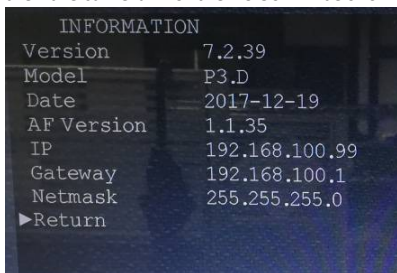 INFORMATION
Version 7.2.39
Model P3.D
Date 2017-12-19
AF Version 1.1.35
IP 192.168.100.99
Gateway 192.168.100.1
Netmask 255.255.255.0
▶Return